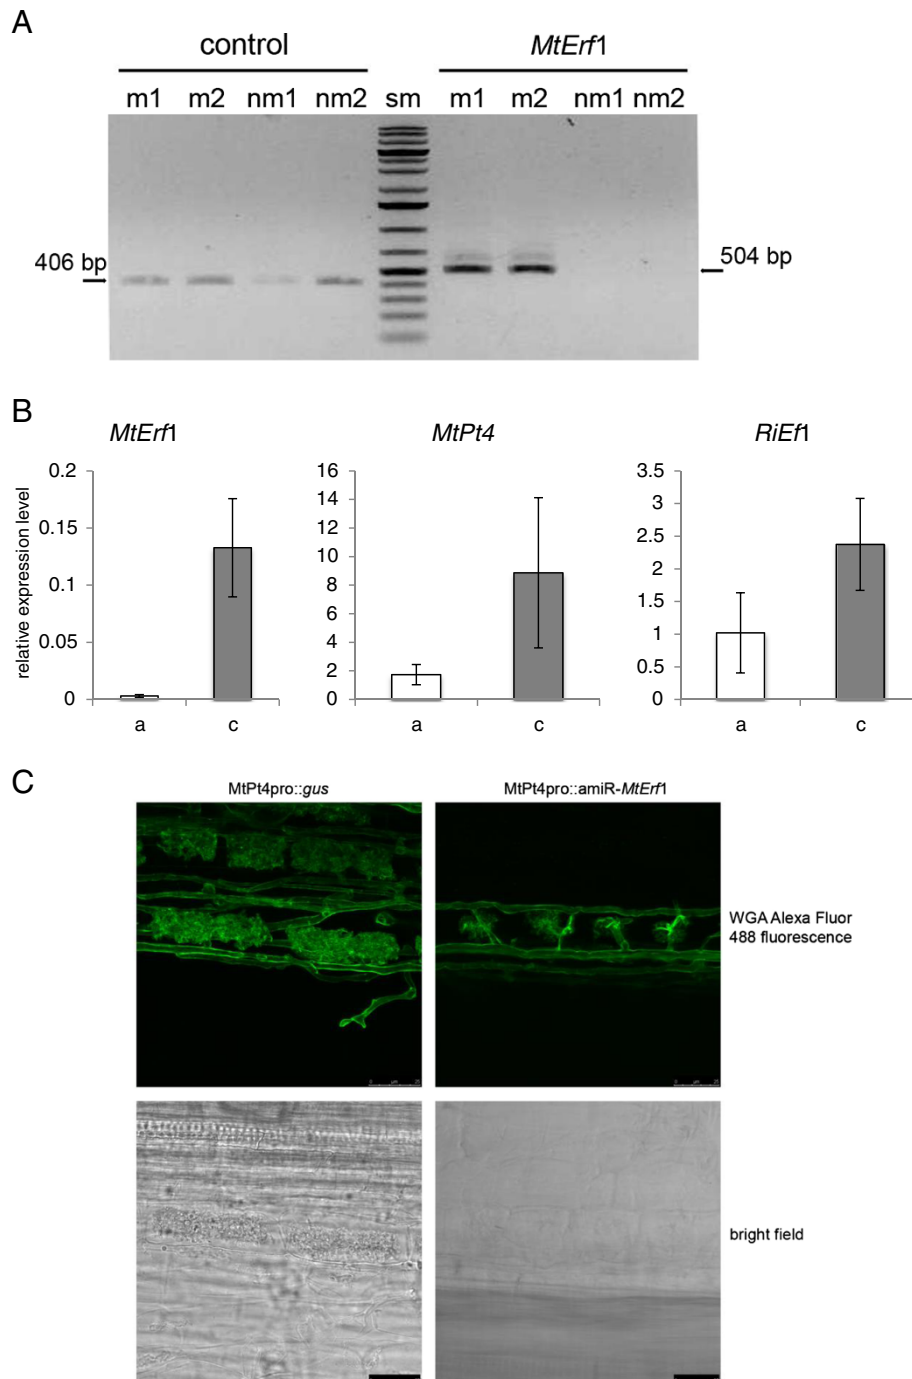 A
control MtErf1
m1 m2 nm1 nm2 sm m1 m2 nm1 nm2
406 bp
504 bp
B
MtErf1 MtPt4 RiEf1
relative expression level
0.2
0.15
0.1
0.05
0
a c
16
14
12
10
8
6
4
2
0
a c
3.5
3
2.5
2
1.5
1
0.5
0
a c
C
MtPt4pro::gus MtPt4pro::amiR-MtErf1
WGA Alexa Fluor
488 fluorescence
bright field